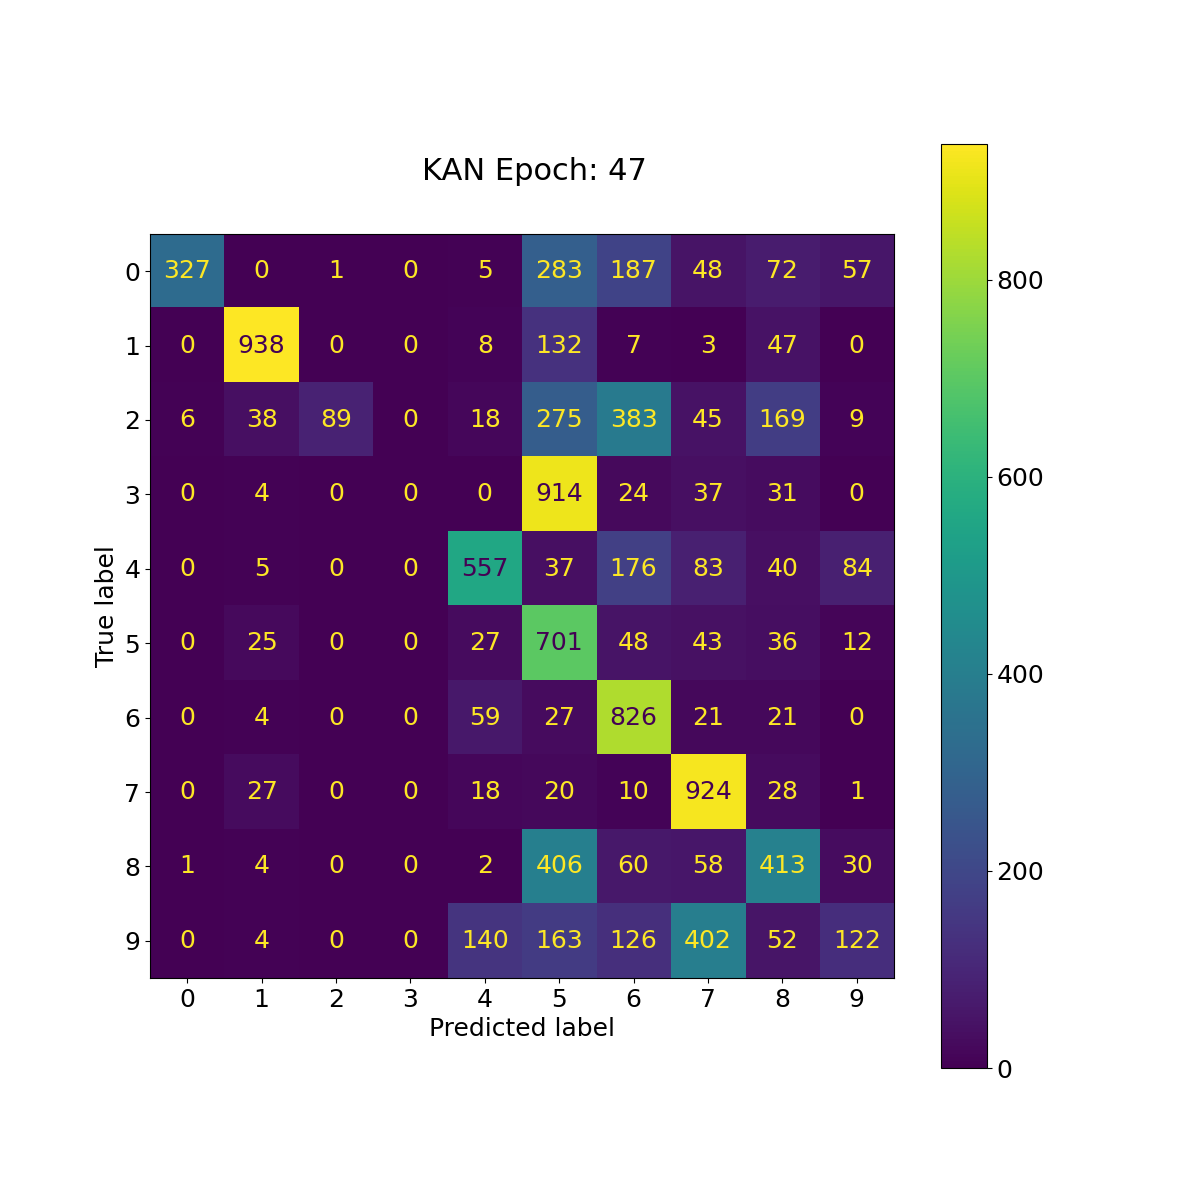 KAN Epoch: 47
0 327 0 1 0 5 283 187 48 72 57
1 0 938 0 0 8 132 7 3 47 0
2 6 38 89 0 18 275 383 45 169 9
3 0 4 0 0 0 914 24 37 31 0
4 0 5 0 0 557 37 176 83 40 84
5 0 25 0 0 27 701 48 43 36 12
6 0 4 0 0 59 27 826 21 21 0
7 0 27 0 0 18 20 10 924 28 1
8 1 4 0 0 2 406 60 58 413 30
9 0 4 0 0 140 163 126 402 52 122
0 1 2 3 4 5 6 7 8 9
Predicted label
True label
800
600
400
200
0